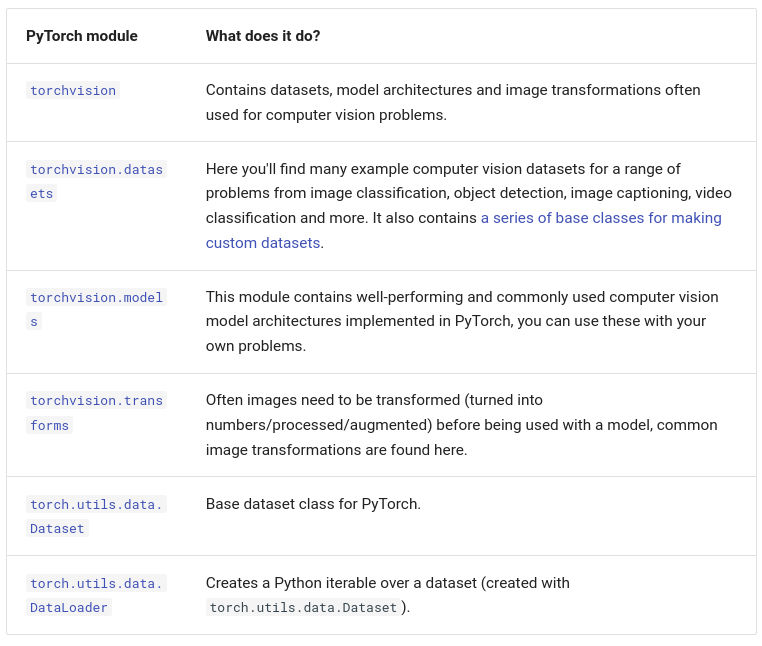 PyTorch module What does it do?
torchvision Contains datasets, model architectures and image transformations often
used for computer vision problems.
torchvision.datas Here you'll find many example computer vision datasets for a range of
ets problems from image classification, object detection, image captioning, video
classification and more. It also contains a series of base classes for making
custom datasets.
torchvision.model This module contains well-performing and commonly used computer vision
s model architectures implemented in PyTorch, you can use these with your
own problems.
torchvision.trans Often images need to be transformed (turned into
forms numbers/processed/augmented) before being used with a model, common
image transformations are found here.
torch.utils.data. Base dataset class for PyTorch.
Dataset
torch.utils.data. Creates a Python iterable over a dataset (created with
DataLoader torch.utils.data.Dataset ).